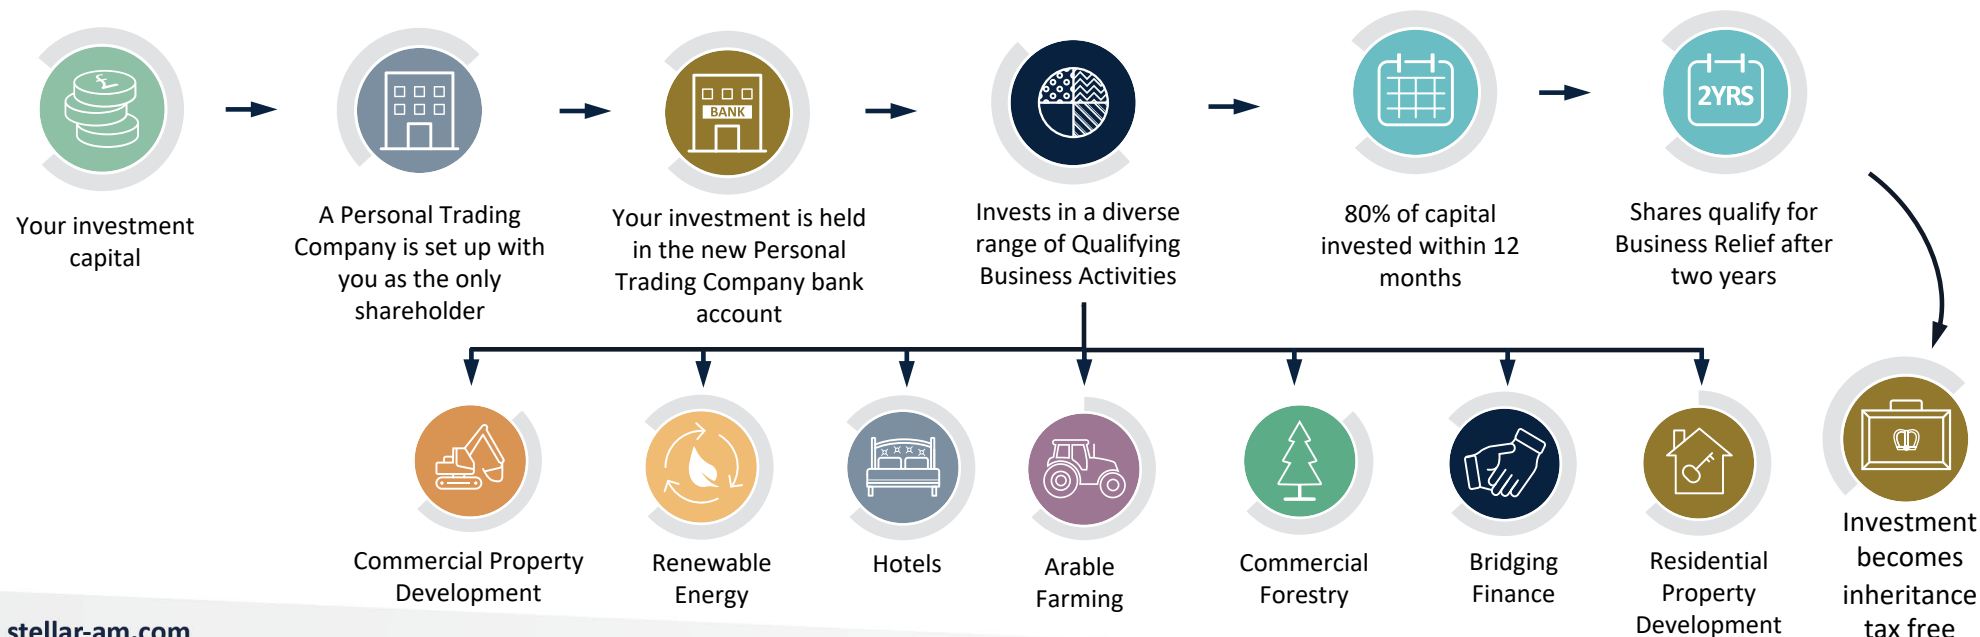 £
BANK
2YRS
Your investment
capital
A Personal Trading
Company is set up with
you as the only
shareholder
Your investment is held
in the new Personal
Trading Company bank
account
Invests in a diverse
range of Qualifying
Business Activities
80% of capital
invested within 12
months
Shares qualify for
Business Relief after
two years
Commercial Property
Development
Renewable
Energy
Hotels
Arable
Farming
Commercial
Forestry
Bridging
Finance
Residential
Property
Development
Investment
becomes
inheritance
tax free
stellar-am.com